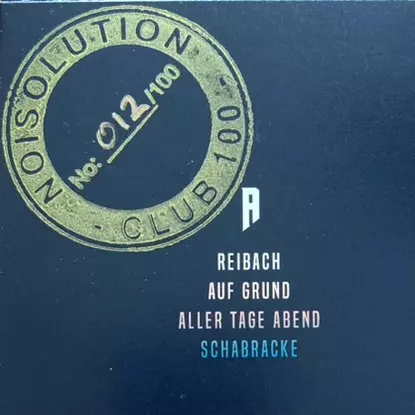 NOISOLUTION
No: 012/100
- CLUB 100 -
A
REIBACH
AUF GRUND
ALLER TAGE ABEND
SCHABRACKE